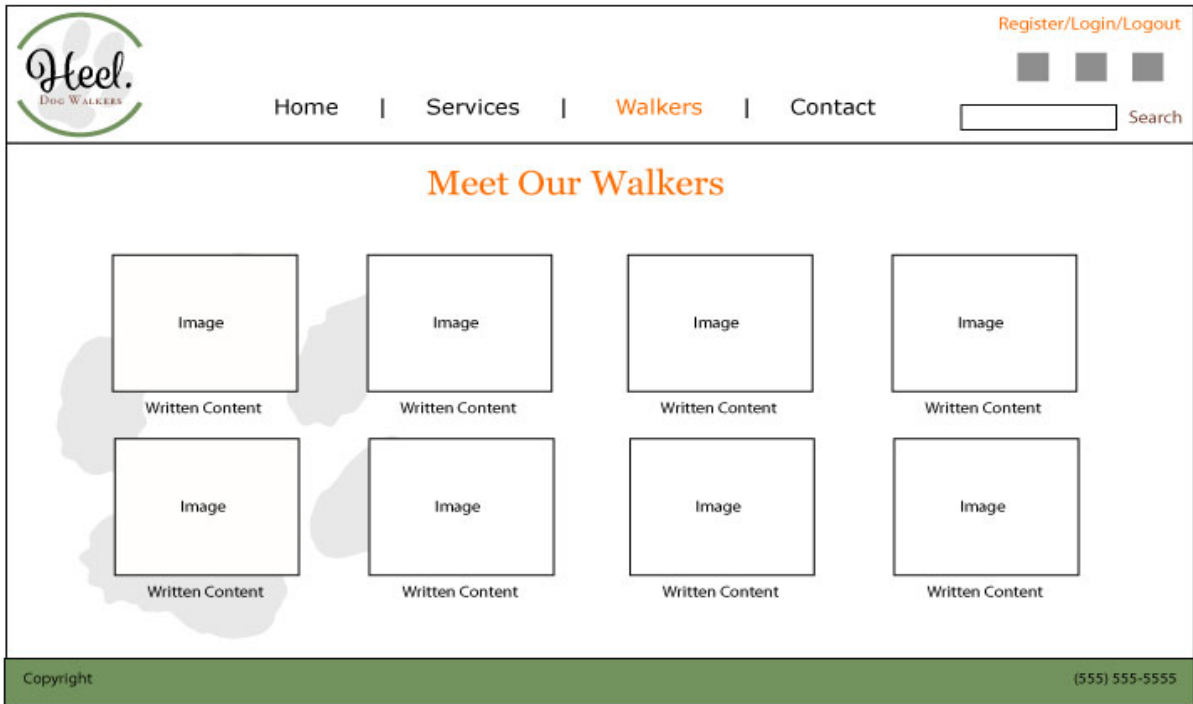 Heel.
Dog Walkers
Register/Login/Logout
Home | Services | Walkers | Contact
Search
Meet Our Walkers
Image Image Image Image
Written Content Written Content Written Content Written Content
Image Image Image Image
Written Content Written Content Written Content Written Content
Copyright (555) 555-5555